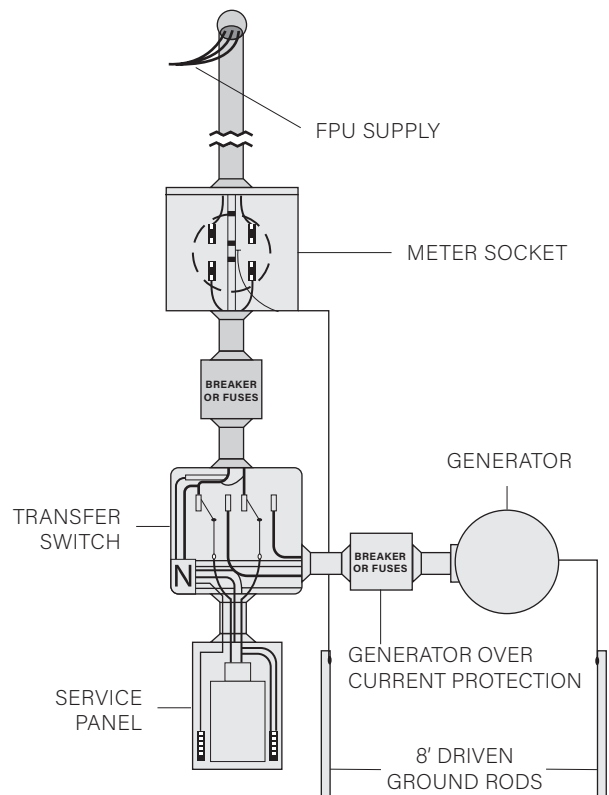 FPU SUPPLY
METER SOCKET
BREAKER
OR FUSES
GENERATOR
TRANSFER
SWITCH
BREAKER
OR FUSES
N
GENERATOR OVER
CURRENT PROTECTION
SERVICE
PANEL
8' DRIVEN
GROUND RODS